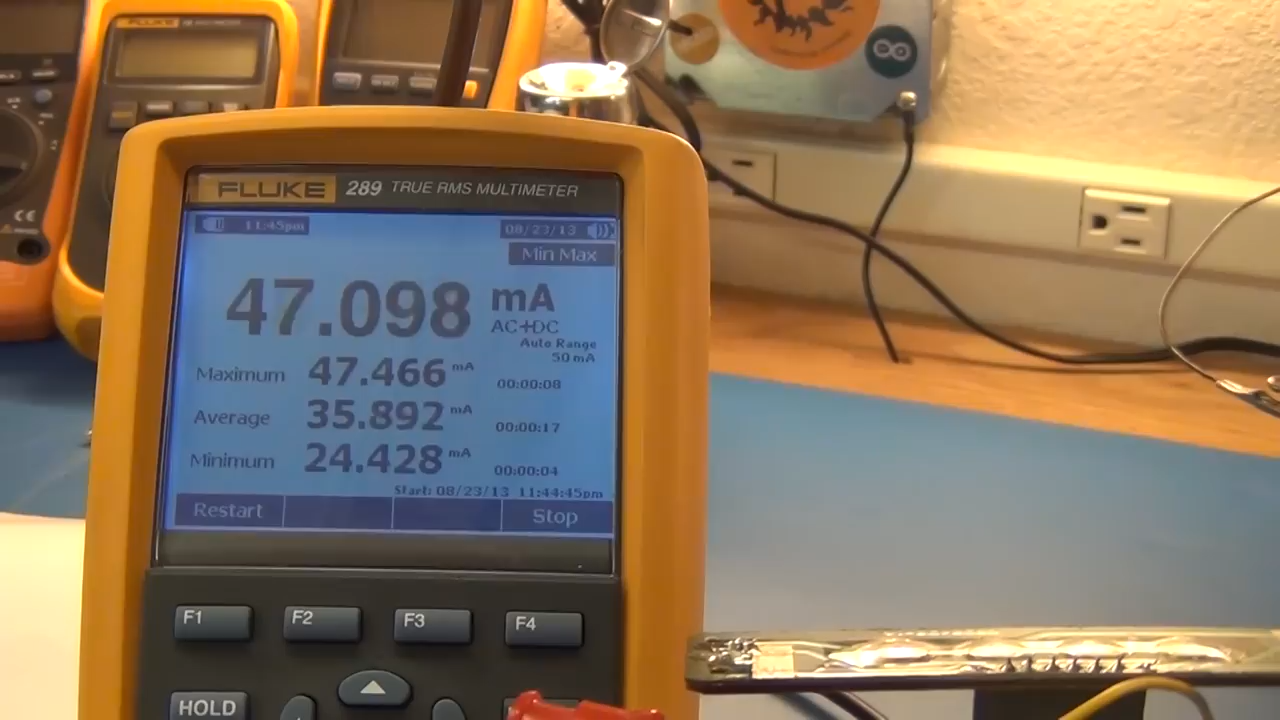 FLUKE
CE
FLUKE 289 TRUE RMS MULTIMETER
11:45pm 08/23/13
Min Max
47.098 mA
AC+DC
Auto Range
50 mA
Maximum 47.466 mA 00:00:08
Average 35.892 mA 00:00:17
Minimum 24.428 mA 00:00:04
Start: 08/23/13 11:44:45pm
Restart Stop
F1 F2 F3 F4
HOLD